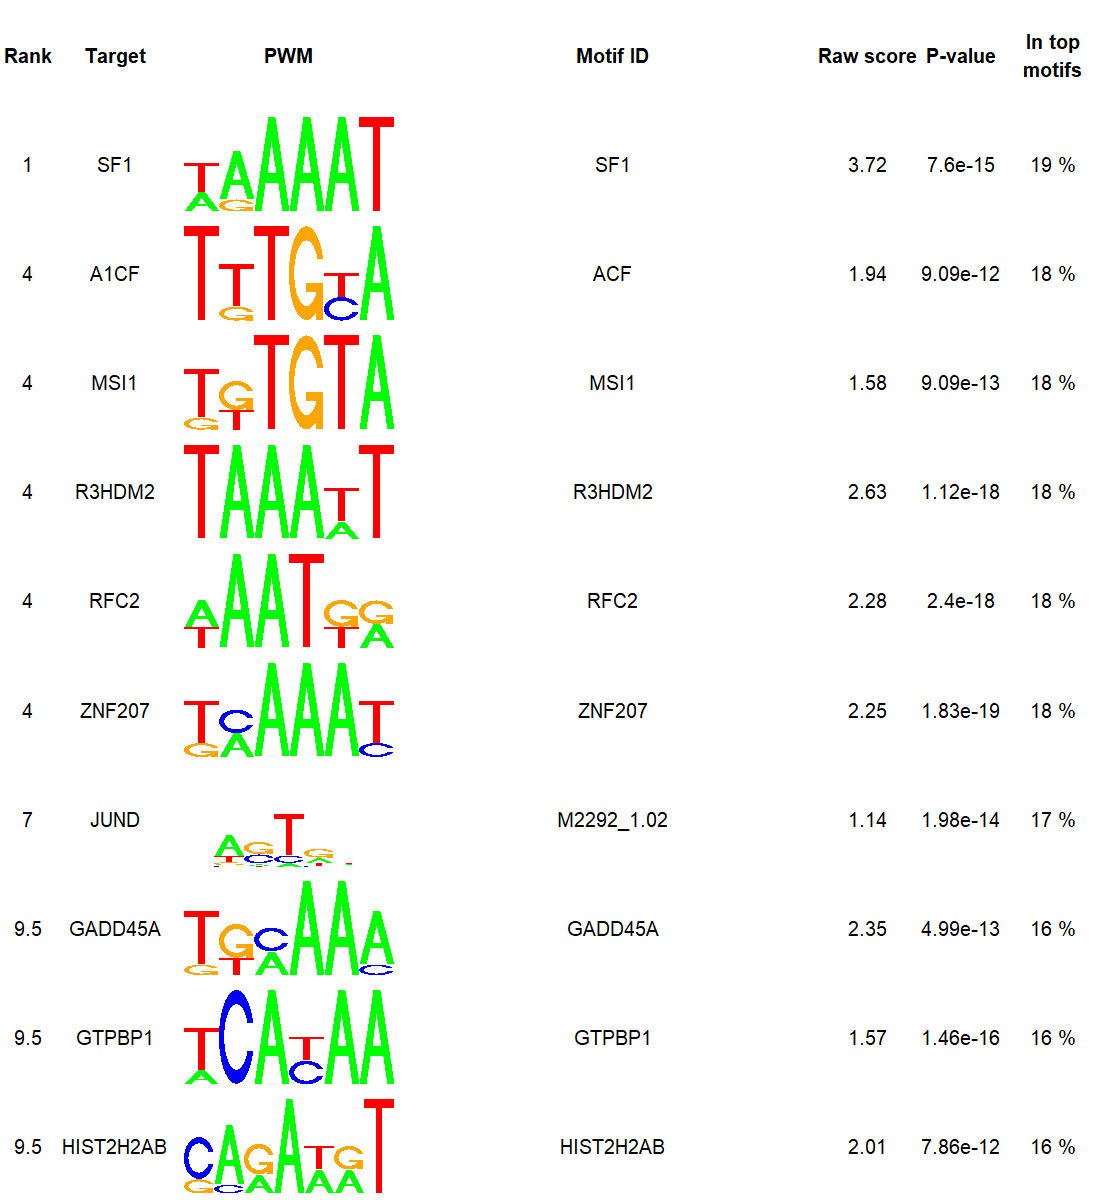 Rank Target PWM Motif ID Raw score P-value In top motifs
1 SF1 SF1 3.72 7.6e-15 19 %
4 A1CF ACF 1.94 9.09e-12 18 %
4 MSI1 MSI1 1.58 9.09e-13 18 %
4 R3HDM2 R3HDM2 2.63 1.12e-18 18 %
4 RFC2 RFC2 2.28 2.4e-18 18 %
4 ZNF207 ZNF207 2.25 1.83e-19 18 %
7 JUND M2292_1.02 1.14 1.98e-14 17 %
9.5 GADD45A GADD45A 2.35 4.99e-13 16 %
9.5 GTPBP1 GTPBP1 1.57 1.46e-16 16 %
9.5 HIST2H2AB HIST2H2AB 2.01 7.86e-12 16 %